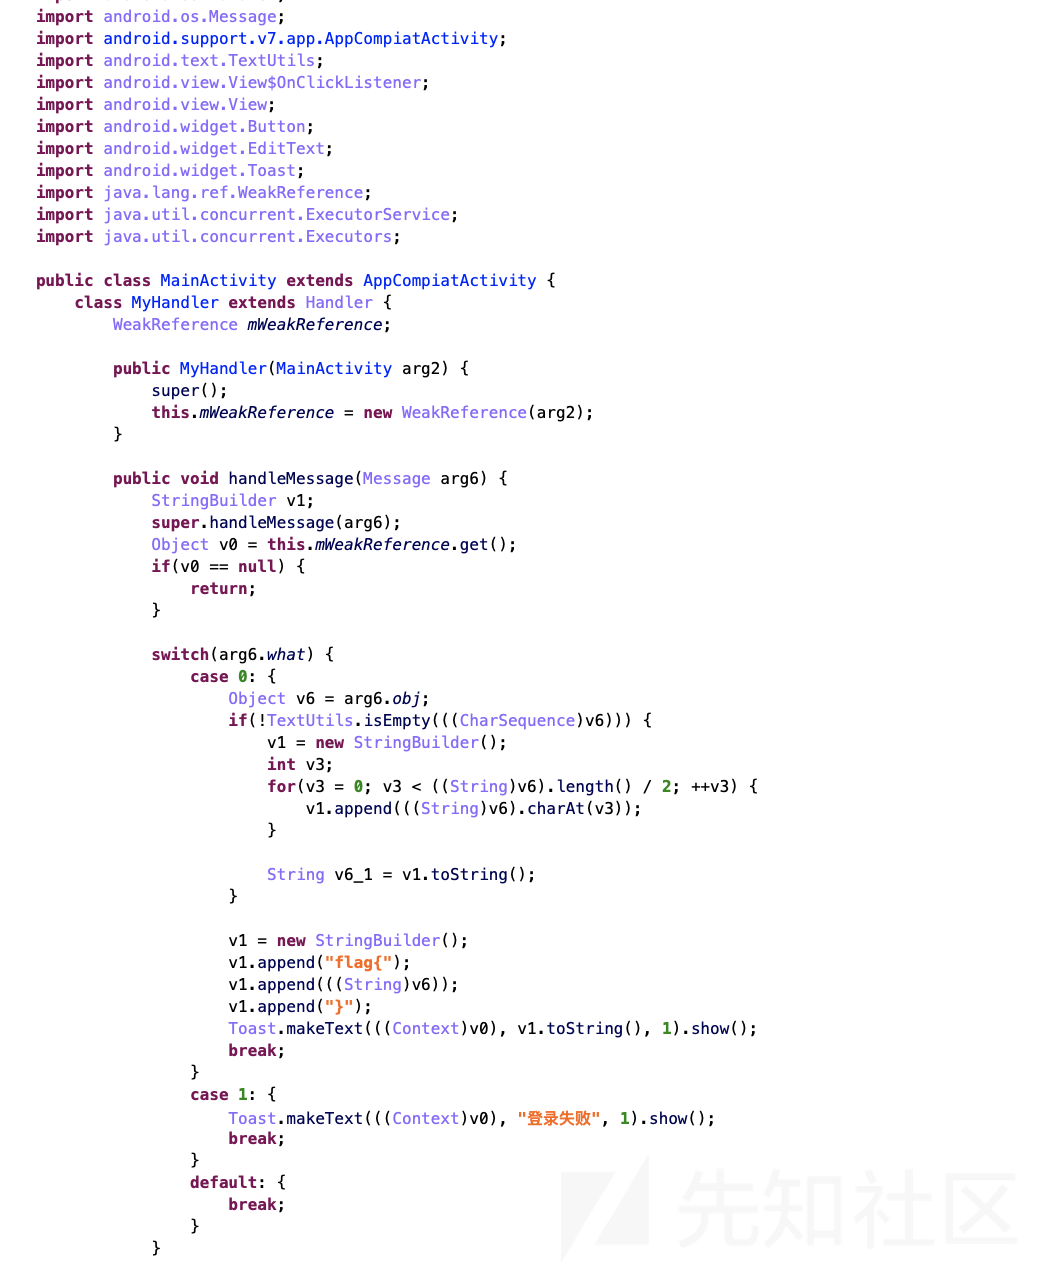 import android.os.Message;
import android.support.v7.app.AppCompiatActivity;
import android.text.TextUtils;
import android.view.View$OnClickListener;
import android.view.View;
import android.widget.Button;
import android.widget.EditText;
import android.widget.Toast;
import java.lang.ref.WeakReference;
import java.util.concurrent.ExecutorService;
import java.util.concurrent.Executors;

public class MainActivity extends AppCompiatActivity {
    class MyHandler extends Handler {
        WeakReference mWeakReference;

        public MyHandler(MainActivity arg2) {
            super();
            this.mWeakReference = new WeakReference(arg2);
        }

        public void handleMessage(Message arg6) {
            StringBuilder v1;
            super.handleMessage(arg6);
            Object v0 = this.mWeakReference.get();
            if(v0 == null) {
                return;
            }

            switch(arg6.what) {
                case 0: {
                    Object v6 = arg6.obj;
                    if(!TextUtils.isEmpty(((CharSequence)v6))) {
                        v1 = new StringBuilder();
                        int v3;
                        for(v3 = 0; v3 < ((String)v6).length() / 2; ++v3) {
                            v1.append(((String)v6).charAt(v3));
                        }

                        String v6_1 = v1.toString();
                    }

                    v1 = new StringBuilder();
                    v1.append("flag{");
                    v1.append(((String)v6));
                    v1.append("}");
                    Toast.makeText(((Context)v0), v1.toString(), 1).show();
                    break;
                }
                case 1: {
                    Toast.makeText(((Context)v0), "登录失败", 1).show();
                    break;
                }
                default: {
                    break;
                }
            }
先知社区